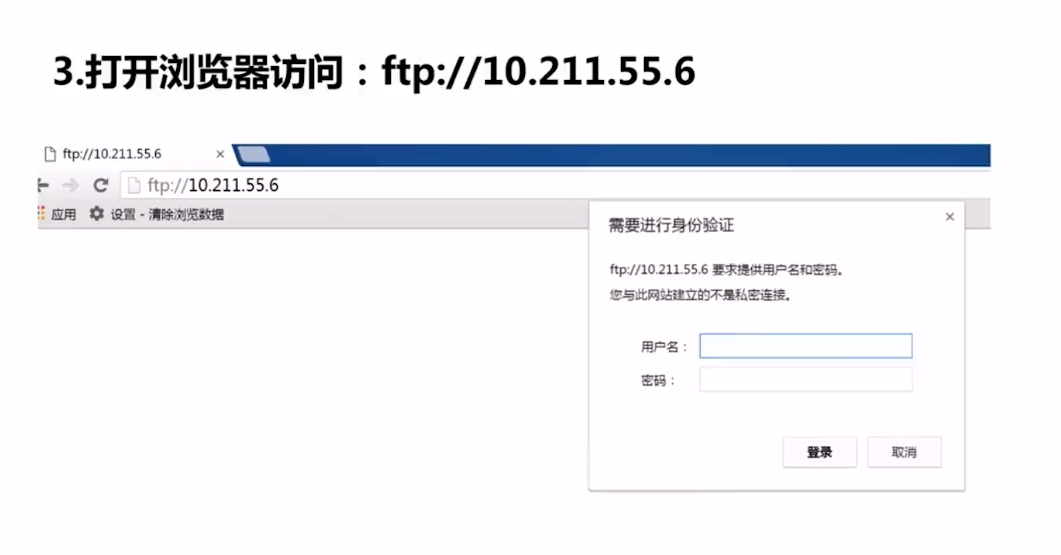 3.打开浏览器访问：ftp://10.211.55.6
ftp://10.211.55.6 ×
ftp://10.211.55.6
应用 设置 - 清除浏览数据
需要进行身份验证 ×
ftp://10.211.55.6 要求提供用户名和密码。
您与此网站建立的不是私密连接。
用户名：
密码：
登录 取消